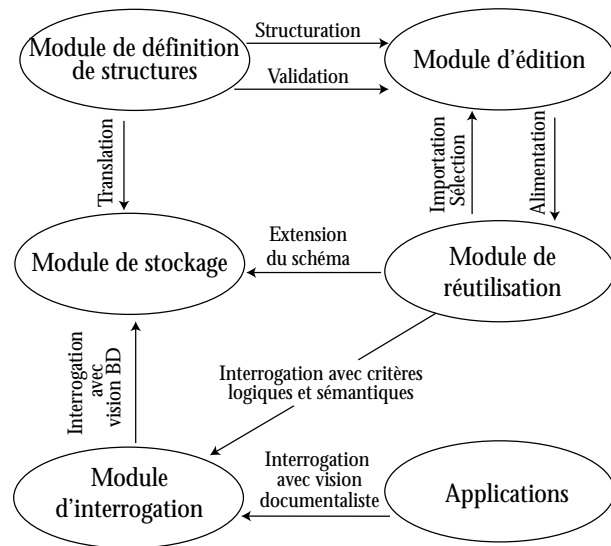 Module de définition
de structures
Structuration
Validation
Module d'édition
Translation
Importation
Sélection
Alimentation
Module de stockage
Extension
du schéma
Module de
réutilisation
Interrogation
avec
vision BD
Interrogation avec critères
logiques et sémantiques
Module
d'interrogation
Interrogation
avec vision
documentaliste
Applications